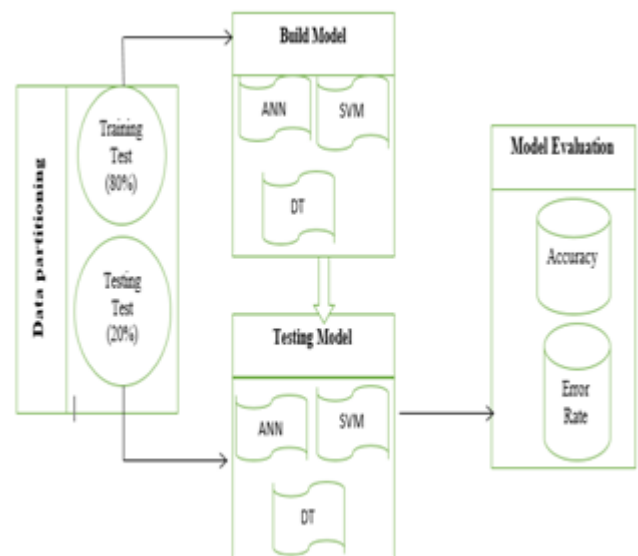 Data partitioning
Training
Test
(80%)
Testing
Test
(20%)
Build Model
ANN
SVM
DT
Testing Model
ANN
SVM
DT
Model Evaluation
Accuracy
Error
Rate